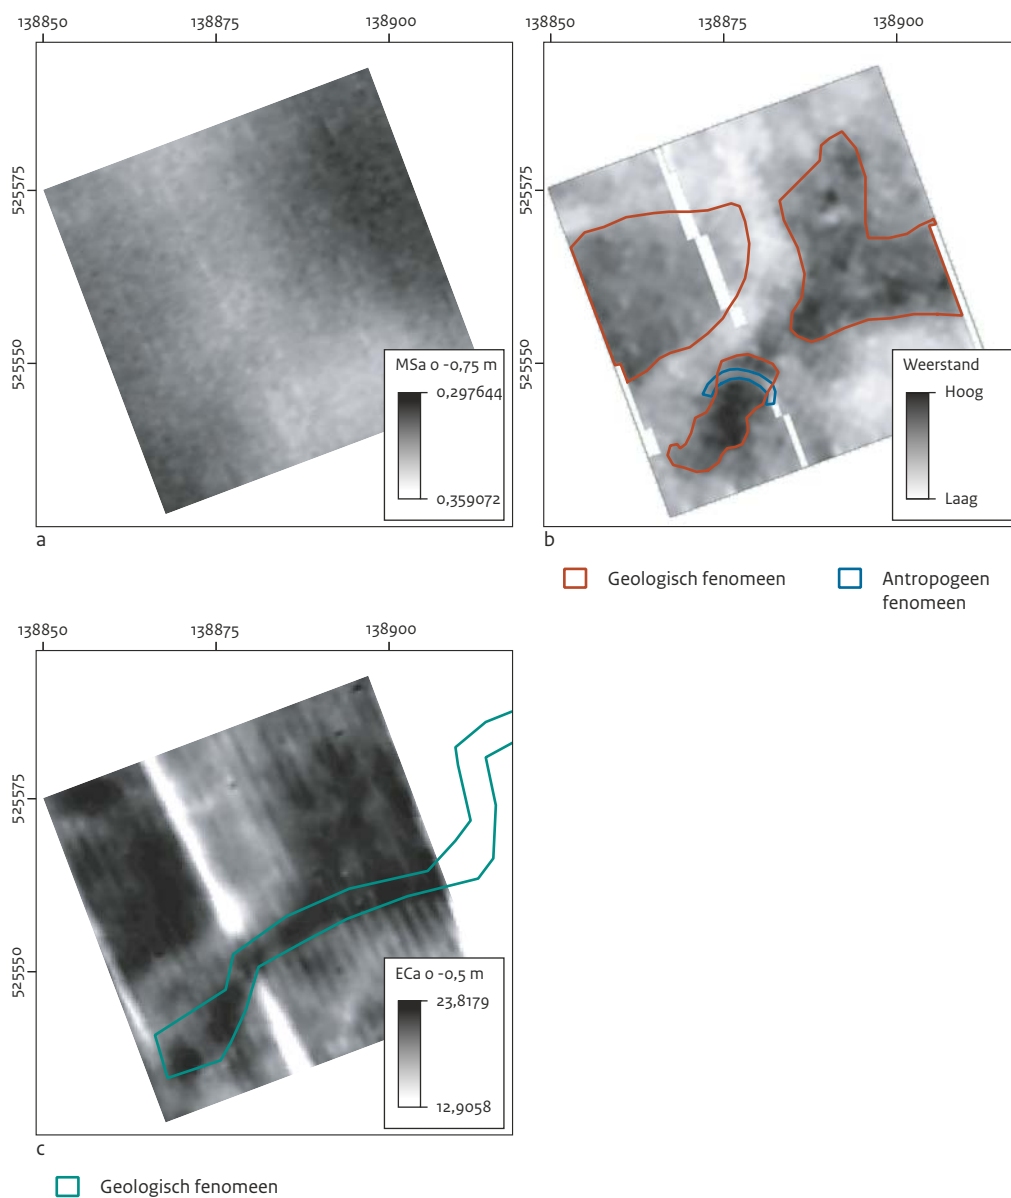 138850 138875 138900
138850 138875 138900
525575
525550
525575
525550
MSa 0 -0,75 m
0,297644
0,359072
Weerstand
Hoog
Laag
a
b
Geologisch fenomeen
Antropogeen
fenomeen
138850 138875 138900
525575
525550
ECa 0 -0,5 m
23,8179
12,9058
c
Geologisch fenomeen